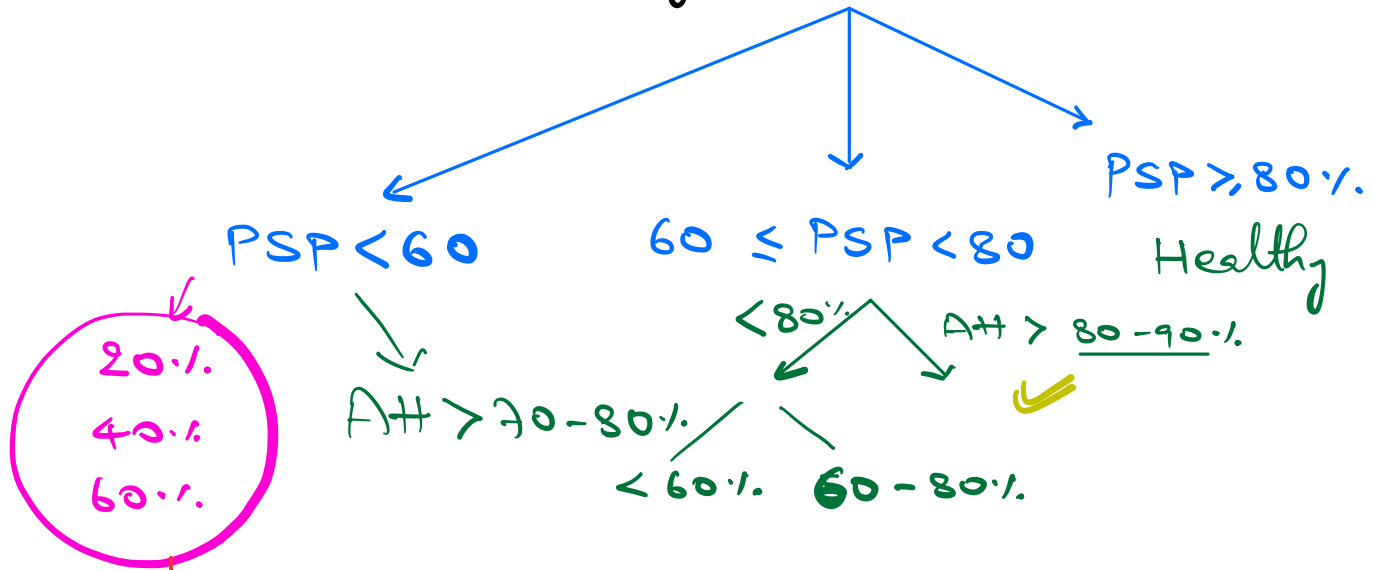 PSP ≥ 80%.
PSP < 60
60 ≤ PSP < 80
Healthy
< 80%
AH > 80-90%.
20%.
AH > 70-80%.
40%
60%.
< 60%. 60-80%.